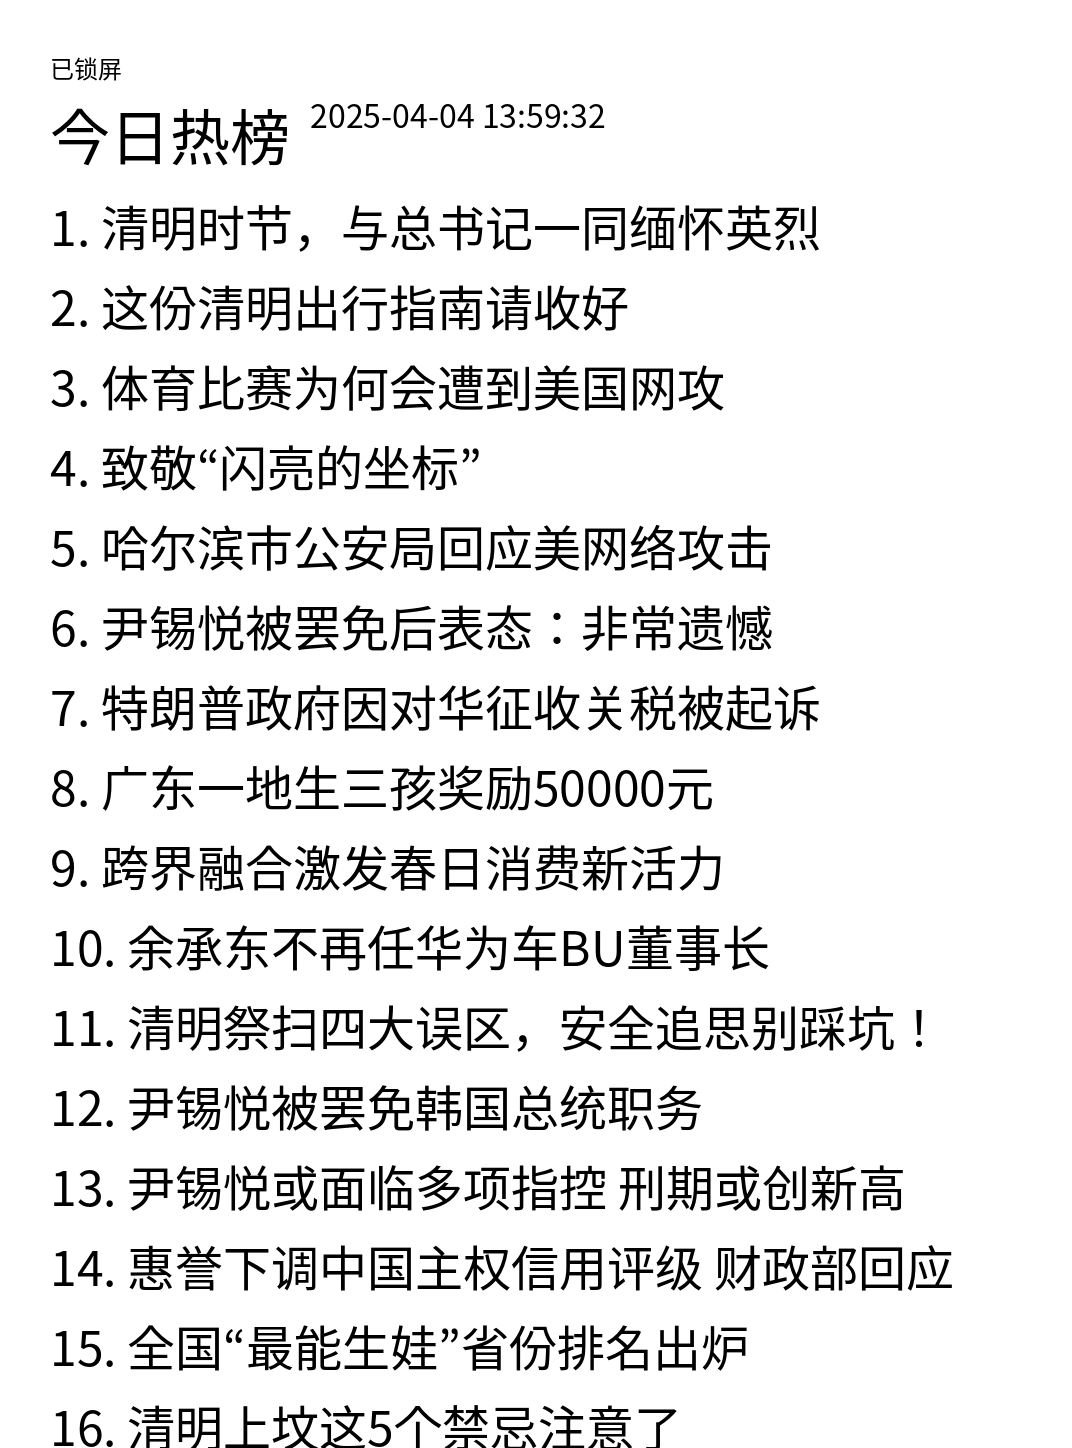 已锁屏
今日热榜 2025-04-04 13:59:32
1. 清明时节，与总书记一同缅怀英烈
2. 这份清明出行指南请收好
3. 体育比赛为何会遭到美国网攻
4. 致敬“闪亮的坐标”
5. 哈尔滨市公安局回应美网络攻击
6. 尹锡悦被罢免后表态：非常遗憾
7. 特朗普政府因对华征收关税被起诉
8. 广东一地生三孩奖励50000元
9. 跨界融合激发春日消费新活力
10. 余承东不再任华为车BU董事长
11. 清明祭扫四大误区，安全追思别踩坑！
12. 尹锡悦被罢免韩国总统职务
13. 尹锡悦或面临多项指控 刑期或创新高
14. 惠誉下调中国主权信用评级 财政部回应
15. 全国“最能生娃”省份排名出炉
16. 清明上坟这5个禁忌注意了